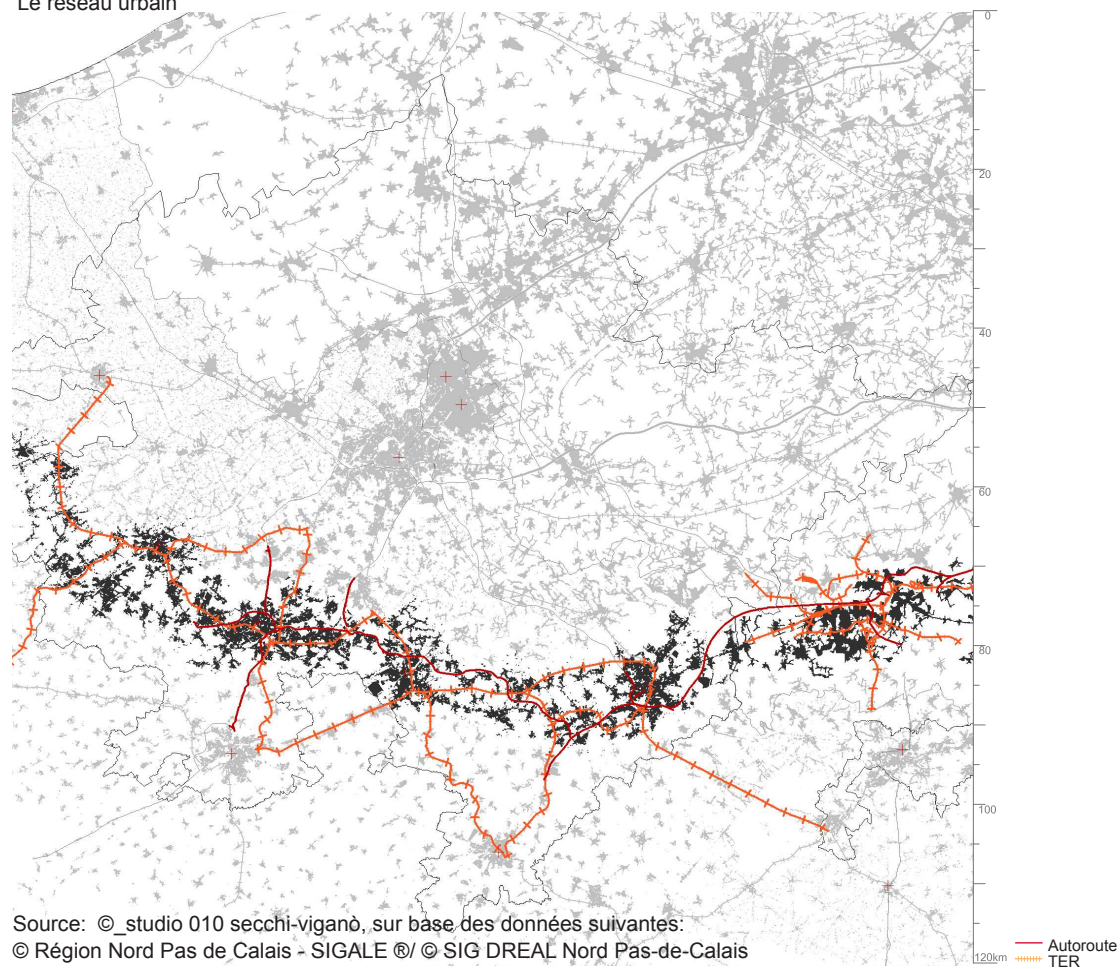 Le réseau urbain
0
20
40
60
80
100
120km
Source: ©_studio 010 secchi-viganò, sur base des données suivantes:
© Région Nord Pas de Calais - SIGALE ®/ © SIG DREAL Nord Pas-de-Calais
Autoroute
TER